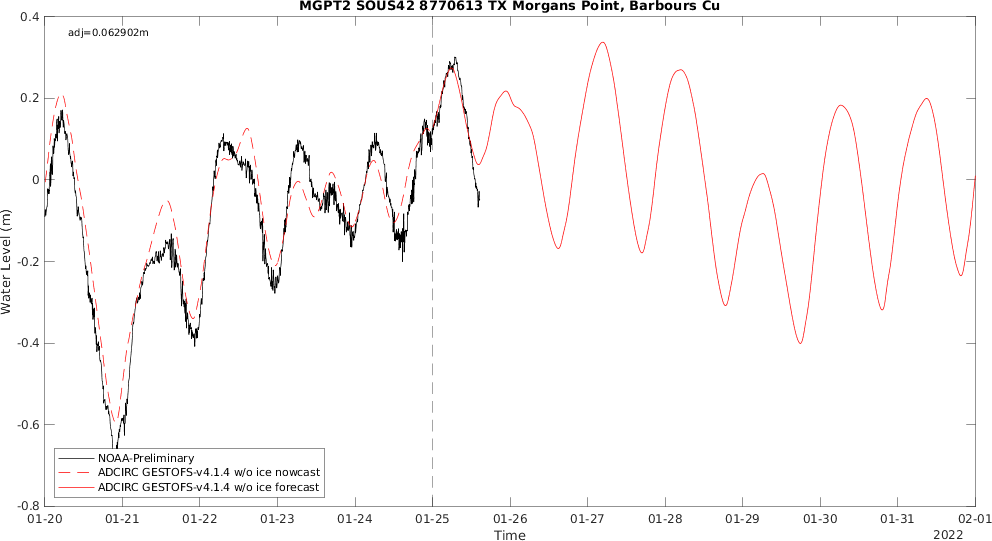 MGPT2 SOUS42 8770613 TX Morgans Point, Barbours Cu
adj=0.062902m
0.4
0.2
0
-0.2
-0.4
-0.6
-0.8
Water Level (m)
NOAA-Preliminary
ADCIRC GESTOFS-v4.1.4 w/o ice nowcast
ADCIRC GESTOFS-v4.1.4 w/o ice forecast
01-20 01-21 01-22 01-23 01-24 01-25 01-26 01-27 01-28 01-29 01-30 01-31 02-01
Time
2022